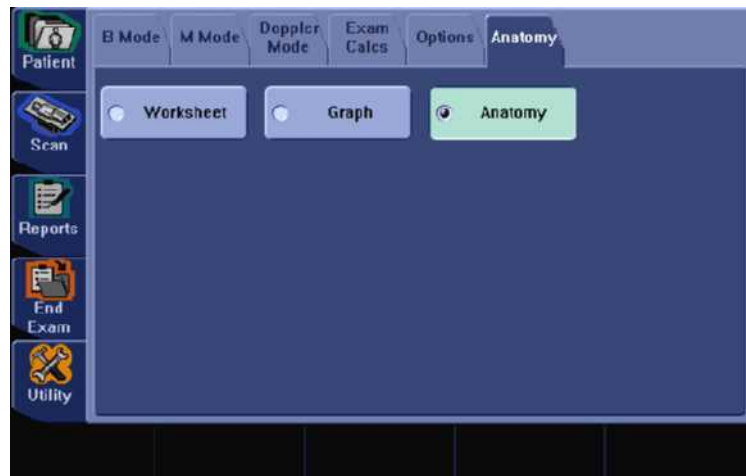 Patient
B Mode
M Mode
Doppler
Mode
Exam
Calcs
Options
Anatomy
Worksheet
Graph
Anatomy
Scan
Reports
End
Exam
Utility